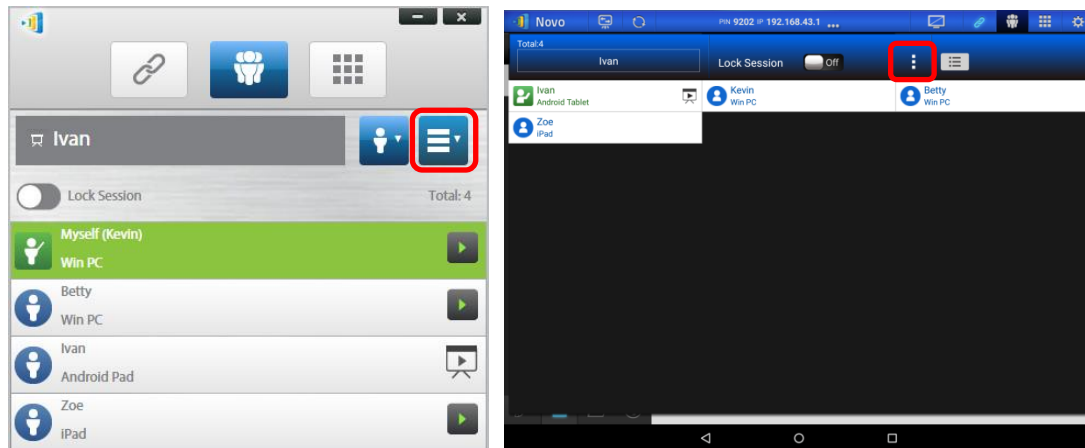 Ivan
Lock Session
Total: 4
Myself (Kevin)
Win PC
Betty
Win PC
Ivan
Android Pad
Zoe
iPad
Novo
PIN 9202 IP 192.168.43.1 ...
Total:4
Ivan
Lock Session
Off
Ivan
Android Tablet
Kevin
Win PC
Betty
Win PC
Zoe
iPad